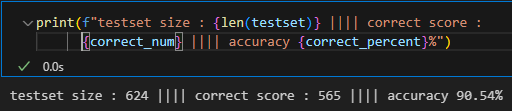 print(f"testset size : {len(testset)} |||| correct score :
{correct_num} |||| accuracy {correct_percent}%")
0.0s
testset size : 624 |||| correct score : 565 |||| accuracy 90.54%